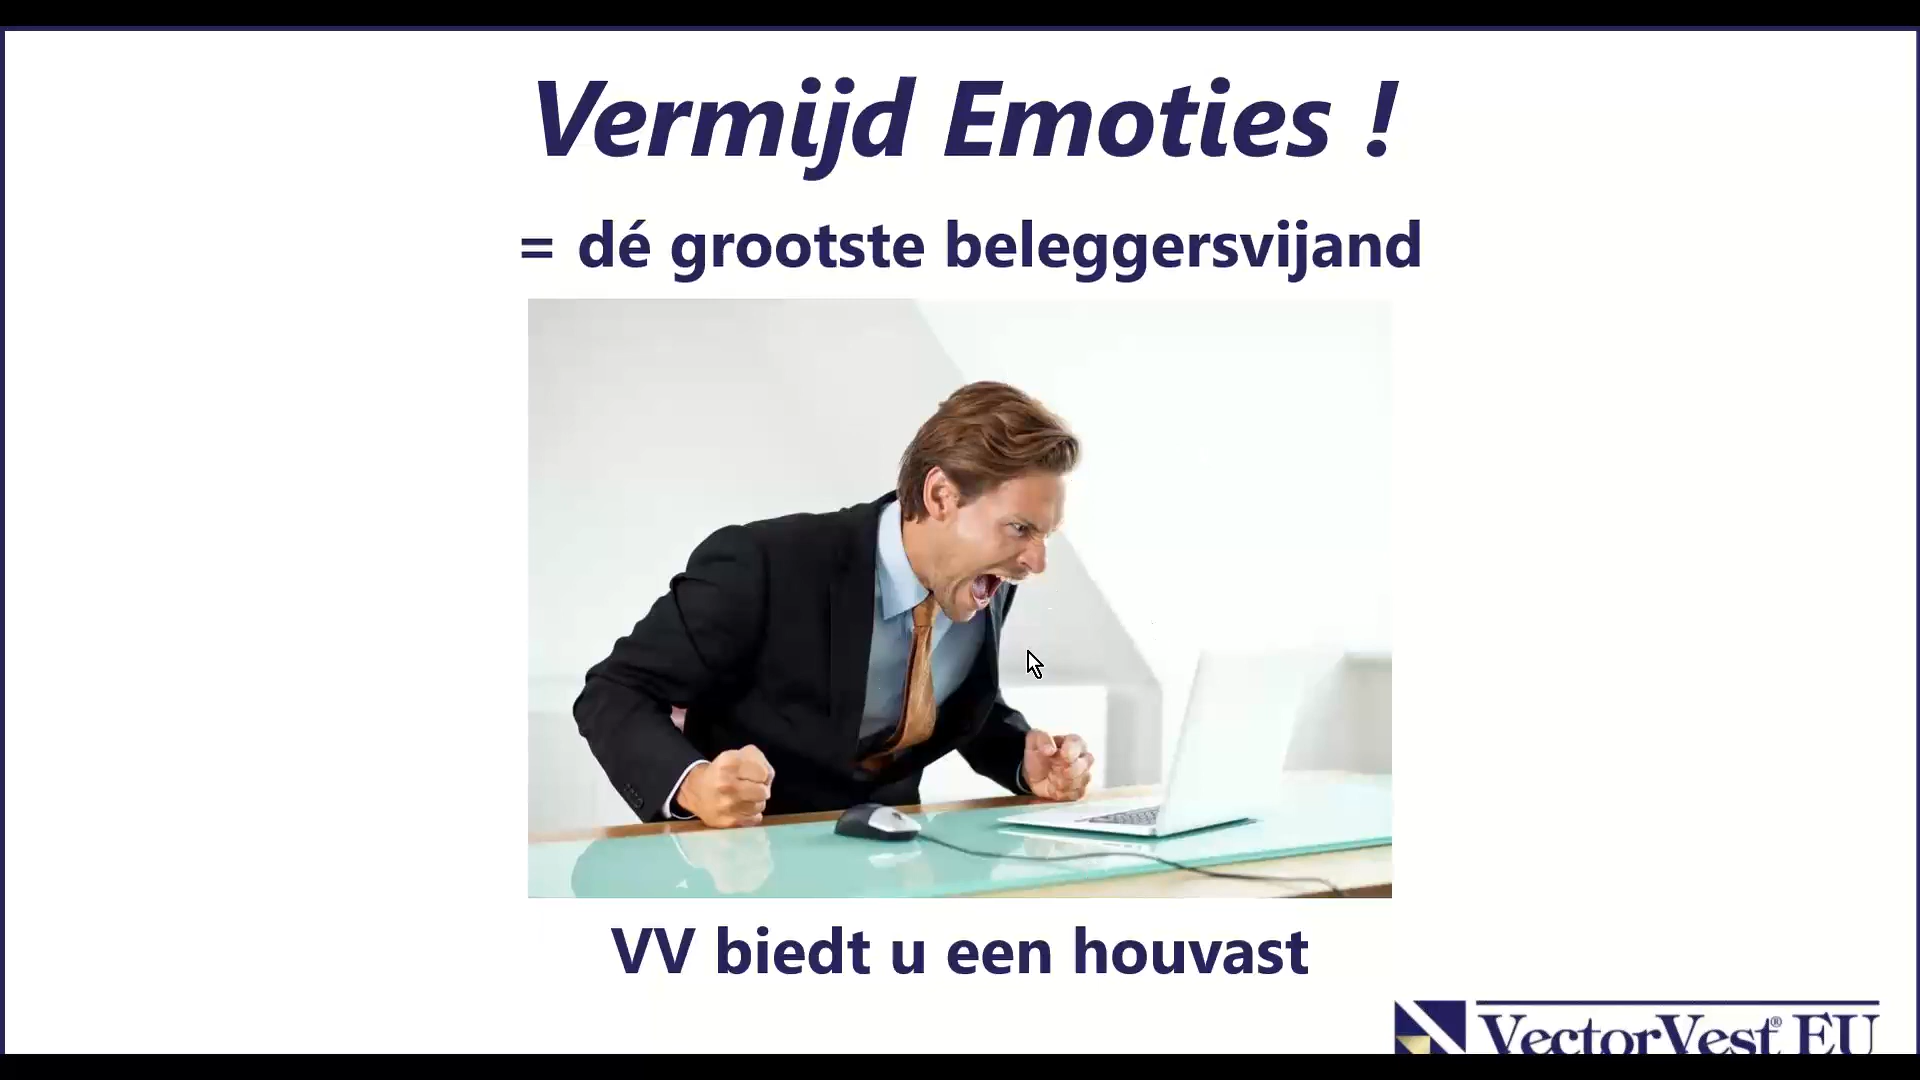 Vermijd Emoties !
= dé grootste beleggersvijand
VV biedt u een houvast
VectorVest® EU